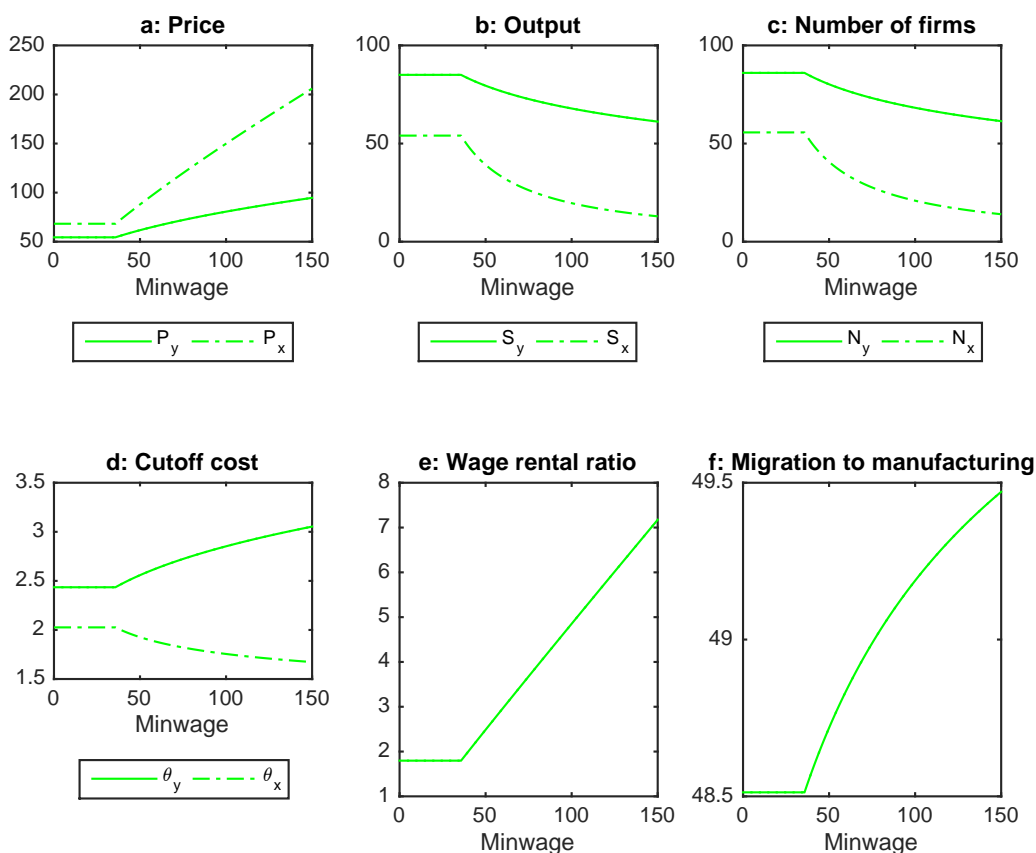 a: Price
250
200
150
100
50
0 50 100 150
Minwage
P_y P_x
b: Output
100
50
0
0 50 100 150
Minwage
S_y S_x
c: Number of firms
100
50
0
0 50 100 150
Minwage
N_y N_x
d: Cutoff cost
3.5
3
2.5
2
1.5
0 50 100 150
Minwage
θ_y θ_x
e: Wage rental ratio
8
7
6
5
4
3
2
1
0 50 100 150
Minwage
f: Migration to manufacturing
49.5
49
48.5
0 50 100 150
Minwage